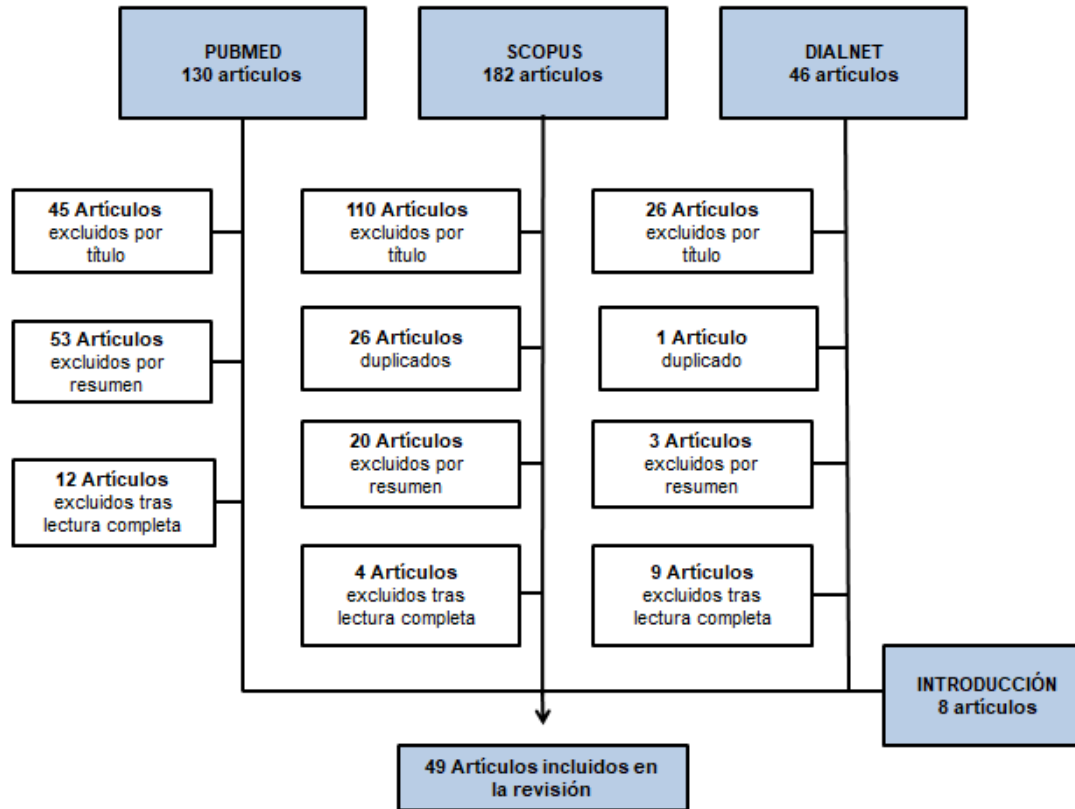 PUBMED
130 artículos
SCOPUS
182 artículos
DIALNET
46 artículos
45 Artículos
excluidos por
título
110 Artículos
excluidos por
título
26 Artículos
excluidos por
título
53 Artículos
excluidos por
resumen
26 Artículos
duplicados
1 Artículo
duplicado
20 Artículos
excluidos por
resumen
3 Artículos
excluidos por
resumen
12 Artículos
excluidos tras
lectura completa
4 Artículos
excluidos tras
lectura completa
9 Artículos
excluidos tras
lectura completa
INTRODUCCIÓN
8 artículos
49 Artículos incluidos en
la revisión